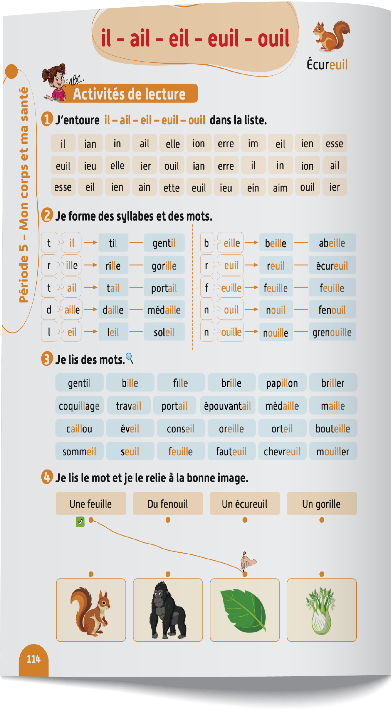 il – ail – eil – euil – ouil
Écureuil
ABC
Activités de lecture
Période 5 – Mon corps et ma santé
1 J'entoure il – ail – eil – euil – ouil dans la liste.
il ian in ail elle ion erre im eil ien esse
euil ieu elle ier ouil ian erre il in ion ail
esse eil ien ain ette euil ieu ein aim ouil ier
2 Je forme des syllabes et des mots.
t il til gentil b eille beille abeille
r ille rille gorille r euil reuil écureuil
t ail tail portail f euille feuille feuille
d aille daille médaille n ouil nouil fenouil
l eil leil soleil n ouille nouille grenouille
3 Je lis des mots.
gentil bille fille brille papillon briller
coquillage travail portail épouvantail médaille maille
caillou éveil conseil oreille orteil bouteille
sommeil seuil feuille fauteuil chevreuil mouiller
4 Je lis le mot et je le relie à la bonne image.
Une feuille Du fenouil Un écureuil Un gorille
114